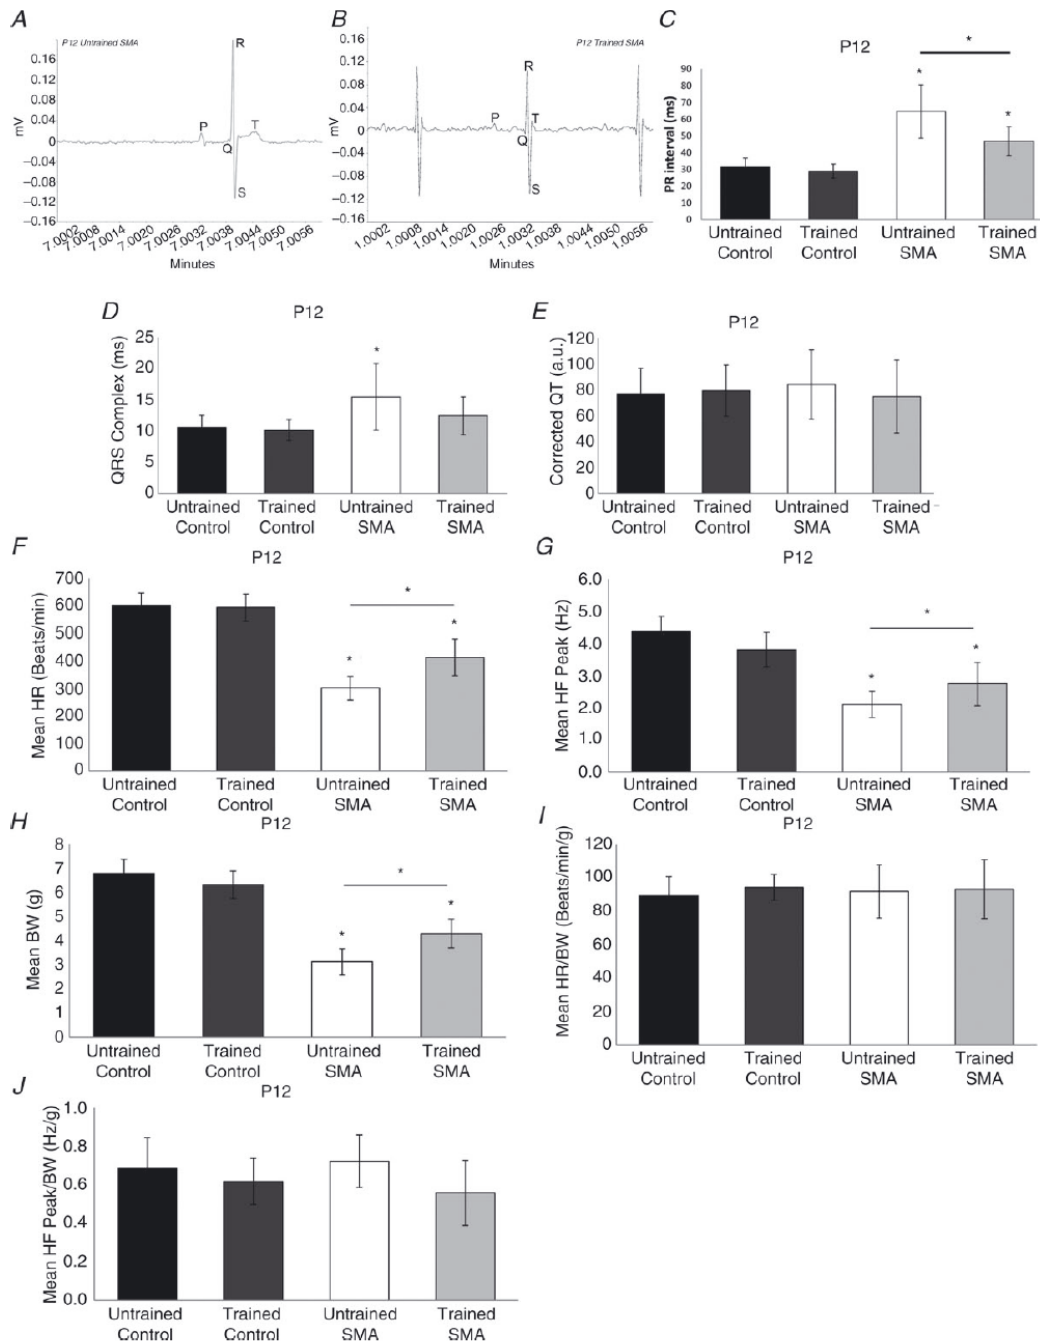 A
P12 Untrained SMA
0.16
0.12
0.08
0.04
0
−0.04
−0.08
−0.12
−0.16
mV
P
Q
R
S
T
7.0002
7.0008
7.0014
7.0020
7.0026
7.0032
7.0038
7.0044
7.0050
7.0056
Minutes
B
P12 Trained SMA
0.16
0.12
0.08
0.04
0
−0.04
−0.08
−0.12
−0.16
mV
P
Q
R
S
T
1.0002
1.0008
1.0014
1.0020
1.0026
1.0032
1.0038
1.0044
1.0050
1.0056
Minutes
C
P12
PR interval (ms)
90
80
70
60
50
40
30
20
10
0
*
*
*
Untrained Trained Untrained Trained
Control Control SMA SMA
D
P12
QRS Complex (ms)
25
20
15
10
5
0
*
Untrained Trained Untrained Trained
Control Control SMA SMA
E
P12
Corrected QT (a.u.)
120
100
80
60
40
20
0
Untrained Trained Untrained Trained
Control Control SMA SMA
F
P12
Mean HR (Beats/min)
700
600
500
400
300
200
100
0
*
*
*
Untrained Trained Untrained Trained
Control Control SMA SMA
G
P12
Mean HF Peak (Hz)
6.0
5.0
4.0
3.0
2.0
1.0
0.0
*
*
*
Untrained Trained Untrained Trained
Control Control SMA SMA
H
P12
Mean BW (g)
8
7
6
5
4
3
2
1
0
*
*
*
Untrained Trained Untrained Trained
Control Control SMA SMA
I
P12
Mean HR/BW (Beats/min/g)
120
100
80
60
40
20
0
Untrained Trained Untrained Trained
Control Control SMA SMA
J
P12
Mean HF Peak/BW (Hz/g)
1.0
0.8
0.6
0.4
0.2
0.0
Untrained Trained Untrained Trained
Control Control SMA SMA